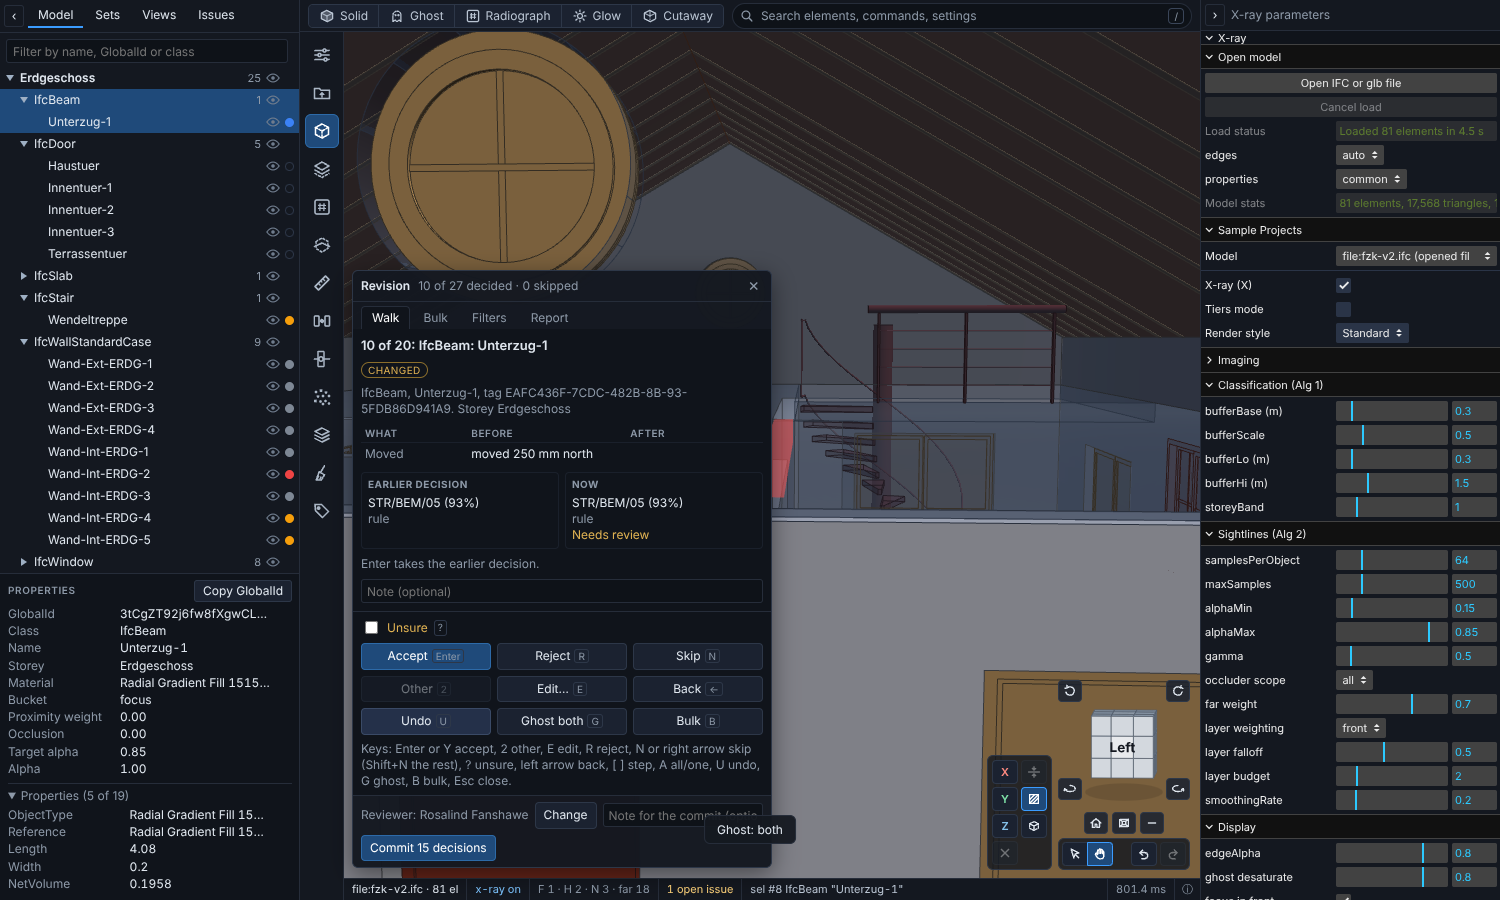 Model Sets Views Issues
Solid Ghost Radiograph Glow Cutaway
Search elements, commands, settings /
X-ray parameters
Filter by name, GlobalId or class
Erdgeschoss 25
IfcBeam 1
Unterzug-1
IfcDoor 5
Haustuer
Innentuer-1
Innentuer-2
Innentuer-3
Terrassentuer
IfcSlab 1
IfcStair 1
Wendeltreppe
IfcWallStandardCase 9
Wand-Ext-ERDG-1
Wand-Ext-ERDG-2
Wand-Ext-ERDG-3
Wand-Ext-ERDG-4
Wand-Int-ERDG-1
Wand-Int-ERDG-2
Wand-Int-ERDG-3
Wand-Int-ERDG-4
Wand-Int-ERDG-5
IfcWindow 8
PROPERTIES Copy GlobalId
GlobalId 3tCgZT92j6fw8fXgwCL...
Class IfcBeam
Name Unterzug-1
Storey Erdgeschoss
Material Radial Gradient Fill 1515...
Bucket focus
Proximity weight 0.00
Occlusion 0.00
Target alpha 0.85
Alpha 1.00
Properties (5 of 19)
ObjectType Radial Gradient Fill 15...
Reference Radial Gradient Fill 15...
Length 4.08
Width 0.2
NetVolume 0.1958
Revision 10 of 27 decided · 0 skipped
Walk Bulk Filters Report
10 of 20: IfcBeam: Unterzug-1
CHANGED
IfcBeam, Unterzug-1, tag EAFC436F-7CDC-482B-8B-93-
5FDB86D941A9. Storey Erdgeschoss
WHAT BEFORE AFTER
Moved moved 250 mm north
EARLIER DECISION
STR/BEM/05 (93%)
rule
NOW
STR/BEM/05 (93%)
rule
Needs review
Enter takes the earlier decision.
Note (optional)
Unsure ?
Accept Enter Reject R Skip N
Other 2 Edit... E Back ←
Undo U Ghost both G Bulk B
Keys: Enter or Y accept, 2 other, E edit, R reject, N or right arrow skip
(Shift+N the rest), ? unsure, left arrow back, [ ] step, A all/one, U undo,
G ghost, B bulk, Esc close.
Reviewer: Rosalind Fanshawe Change Note for the commit
Ghost: both
Commit 15 decisions
Left
X
Y
Z
file:fzk-v2.ifc · 81 el x-ray on F 1 · H 2 · N 3 · far 18 1 open issue sel #8 IfcBeam "Unterzug-1" 801.4 ms
X-ray
Open model
Open IFC or glb file
Cancel load
Load status Loaded 81 elements in 4.5 s
edges auto
properties common
Model stats 81 elements, 17,568 triangles,
Sample Projects
Model file:fzk-v2.ifc (opened fil
X-ray (X)
Tiers mode
Render style Standard
Imaging
Classification (Alg 1)
bufferBase (m) 0.3
bufferScale 0.5
bufferLo (m) 0.3
bufferHi (m) 1.5
storeyBand 1
Sightlines (Alg 2)
samplesPerObject 64
maxSamples 500
alphaMin 0.15
alphaMax 0.85
gamma 0.5
occluder scope all
far weight 0.7
layer weighting front
layer falloff 0.5
layer budget 2
smoothingRate 0.2
Display
edgeAlpha 0.8
ghost desaturate 0.8